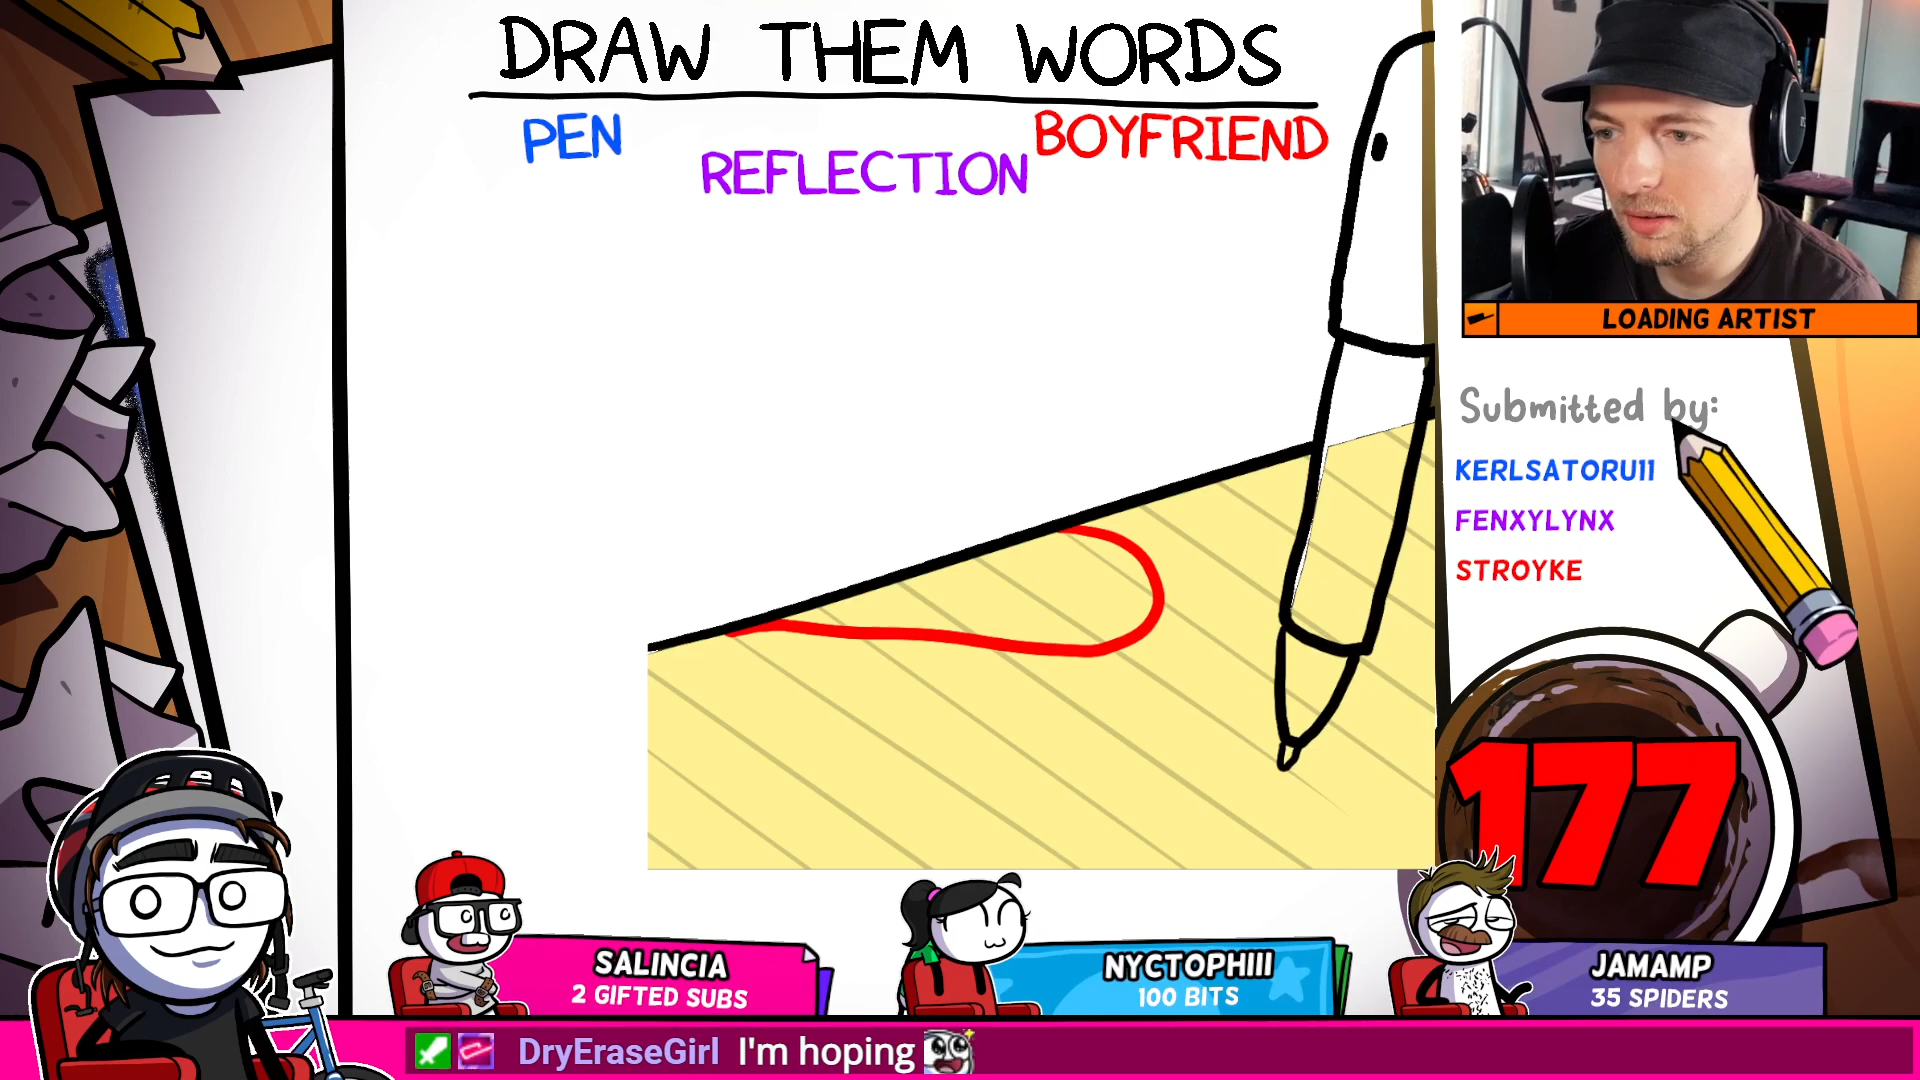 DRAW THEM WORDS
PEN
REFLECTION
BOYFRIEND
LOADING ARTIST
Submitted by:
KERLSATORU11
FENXYLYNX
STROYKE
177
SALINCIA
2 GIFTED SUBS
NYCTOPHIII
100 BITS
JAMAMP
35 SPIDERS
DryEraseGirl I'm hoping